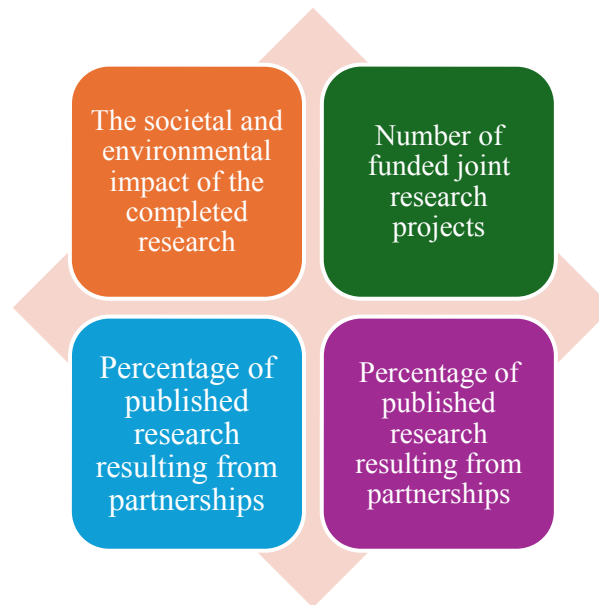 The societal and
environmental
impact of the
completed
research
Number of
funded joint
research
projects
Percentage of
published
research
resulting from
partnerships
Percentage of
published
research
resulting from
partnerships